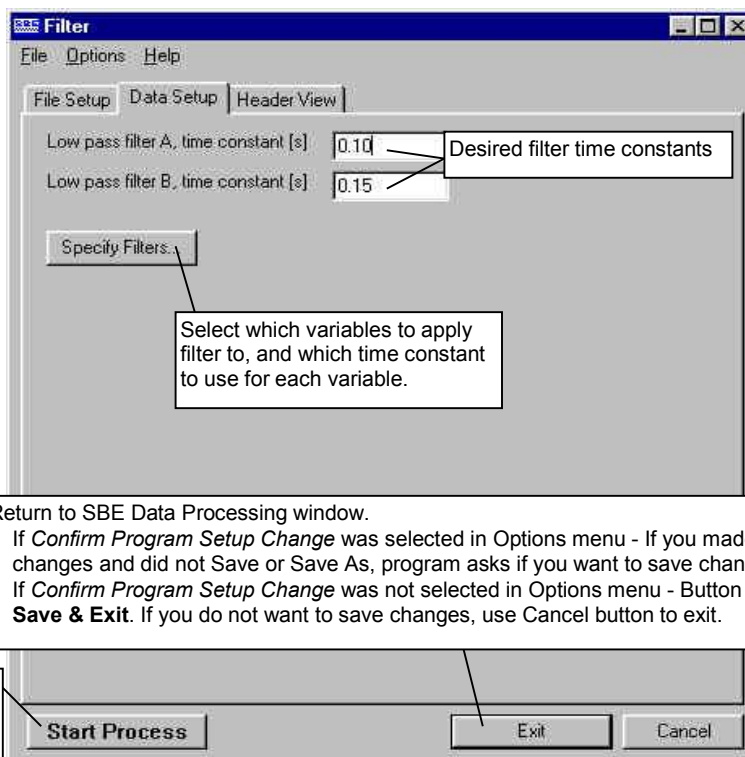 SBE Filter
File Options Help
File Setup Data Setup Header View
Low pass filter A, time constant [s] 0.10
Desired filter time constants
Low pass filter B, time constant [s] 0.15
Specify Filters...
Select which variables to apply
filter to, and which time constant
to use for each variable.
Return to SBE Data Processing window.
If Confirm Program Setup Change was selected in Options menu - If you mad
changes and did not Save or Save As, program asks if you want to save chan
If Confirm Program Setup Change was not selected in Options menu - Button
Save & Exit. If you do not want to save changes, use Cancel button to exit.
Start Process Exit Cancel